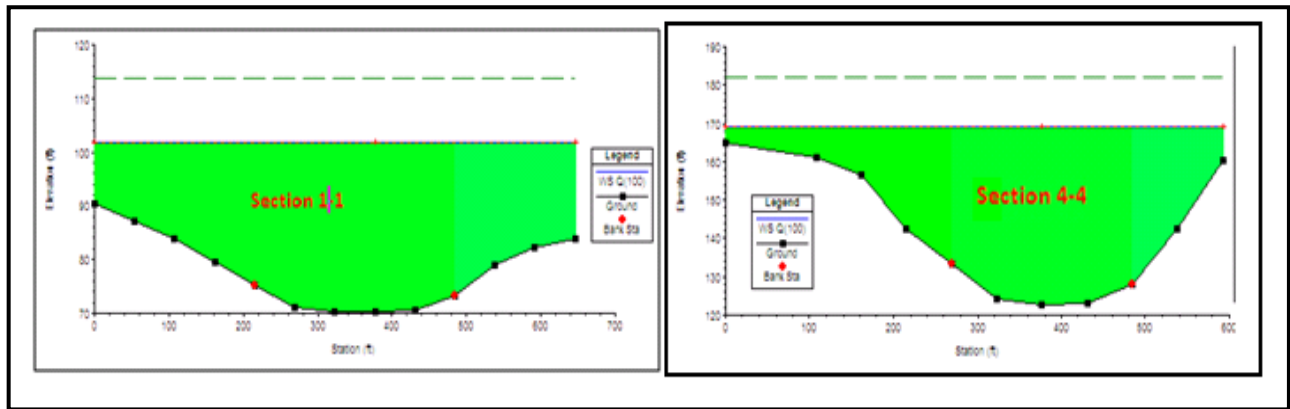 120
110
100
90
80
70
Elevation (ft)
0 100 200 300 400 500 600 700
Station (ft)
Section 1-1
Legend
WS Q(100)
Ground
Bank Sta
190
180
170
160
150
140
130
120
Elevation (ft)
0 100 200 300 400 500 600
Station (ft)
Section 4-4
Legend
WS Q(100)
Ground
Bank Sta